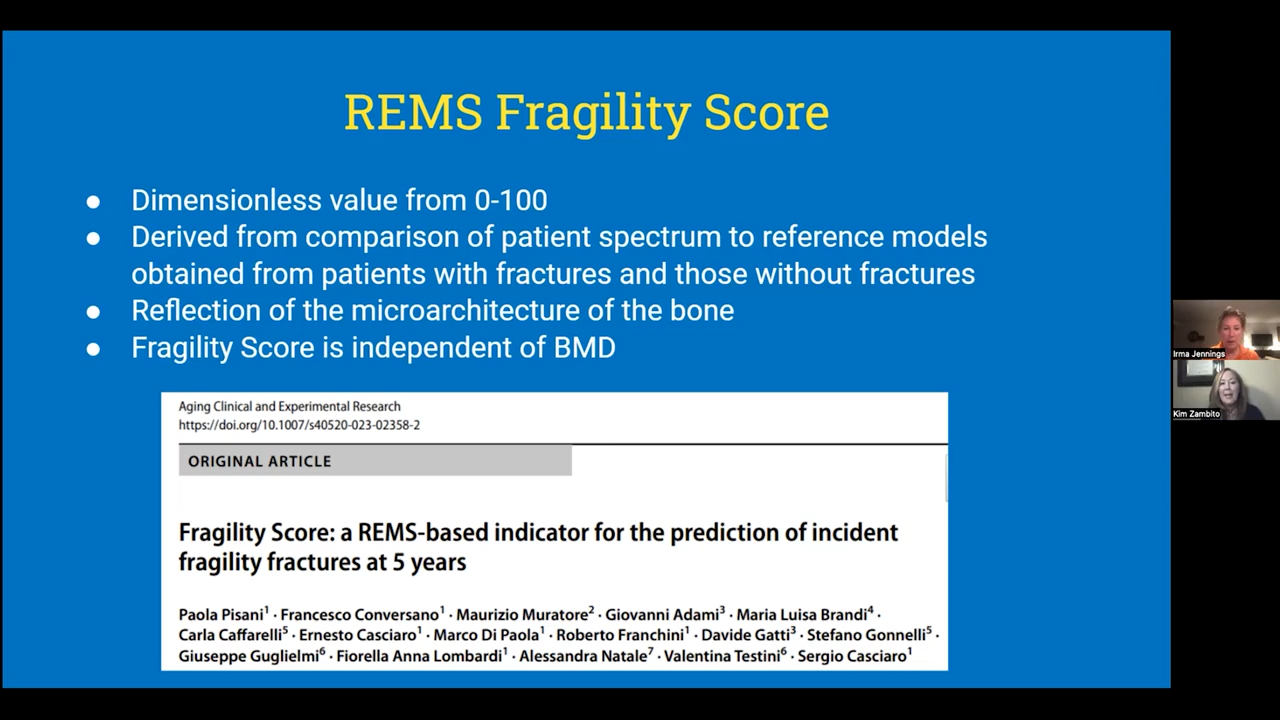 REMS Fragility Score
● Dimensionless value from 0-100
● Derived from comparison of patient spectrum to reference models
obtained from patients with fractures and those without fractures
● Reflection of the microarchitecture of the bone
● Fragility Score is independent of BMD
Aging Clinical and Experimental Research
https://doi.org/10.1007/s40520-023-02358-2
ORIGINAL ARTICLE
Fragility Score: a REMS-based indicator for the prediction of incident
fragility fractures at 5 years
Paola Pisani¹ · Francesco Conversano¹ · Maurizio Muratore² · Giovanni Adami³ · Maria Luisa Brandi⁴ ·
Carla Caffarelli⁵ · Ernesto Casciaro¹ · Marco Di Paola¹ · Roberto Franchini¹ · Davide Gatti³ · Stefano Gonnelli⁵ ·
Giuseppe Guglielmi⁶ · Fiorella Anna Lombardi¹ · Alessandra Natale⁷ · Valentina Testini⁶ · Sergio Casciaro¹
Irma Jennings
Kim Zambito